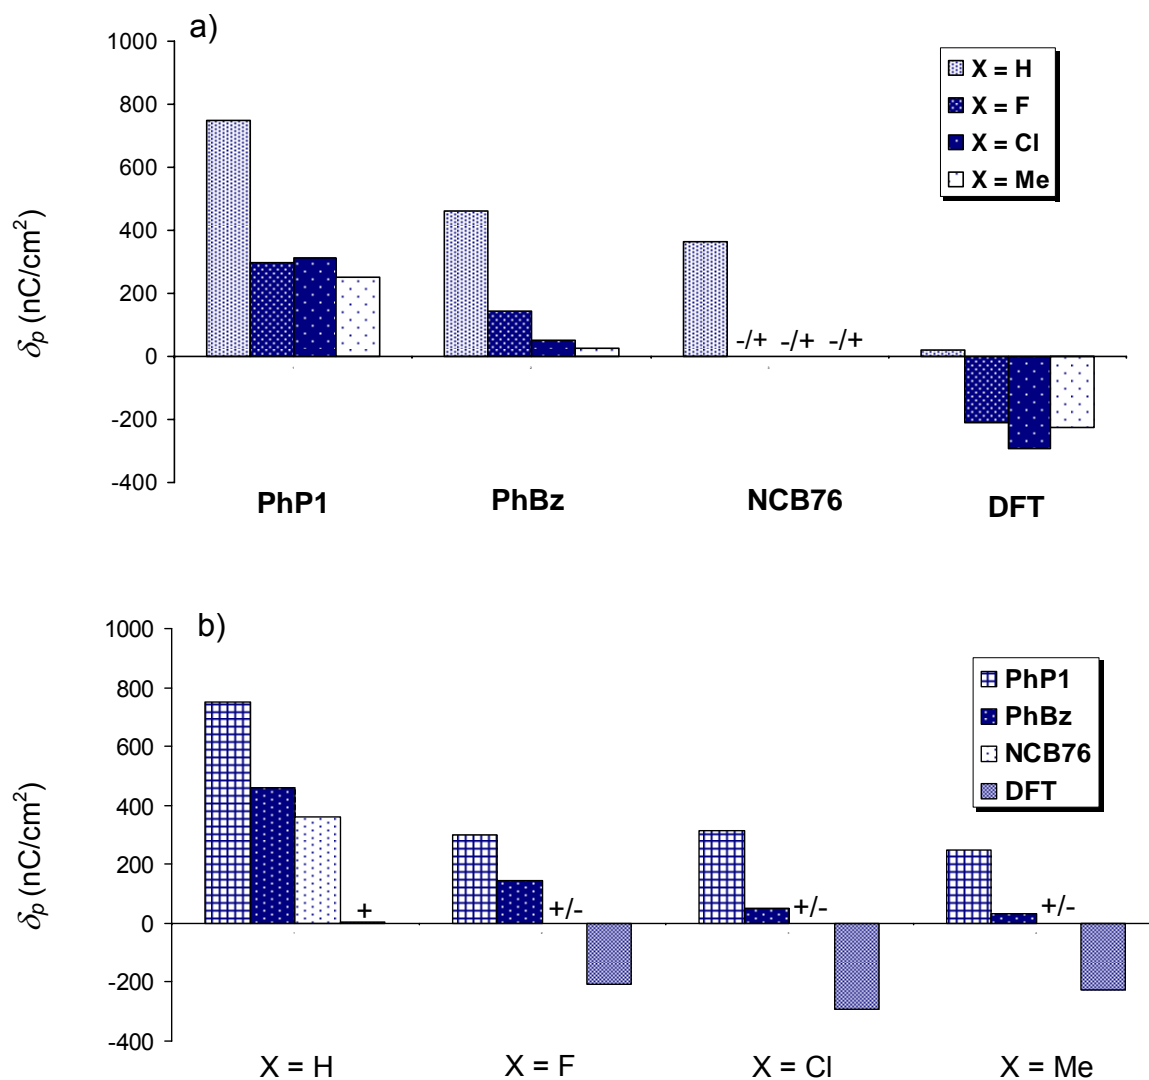 a)
1000
800
600
400
200
0
-200
-400
δp (nC/cm²)
X = H
X = F
X = Cl
X = Me
-/+ -/+ -/+
PhP1 PhBz NCB76 DFT
b)
1000
800
600
400
200
0
-200
-400
δp (nC/cm²)
PhP1
PhBz
NCB76
DFT
+ +/- +/- +/-
X = H X = F X = Cl X = Me